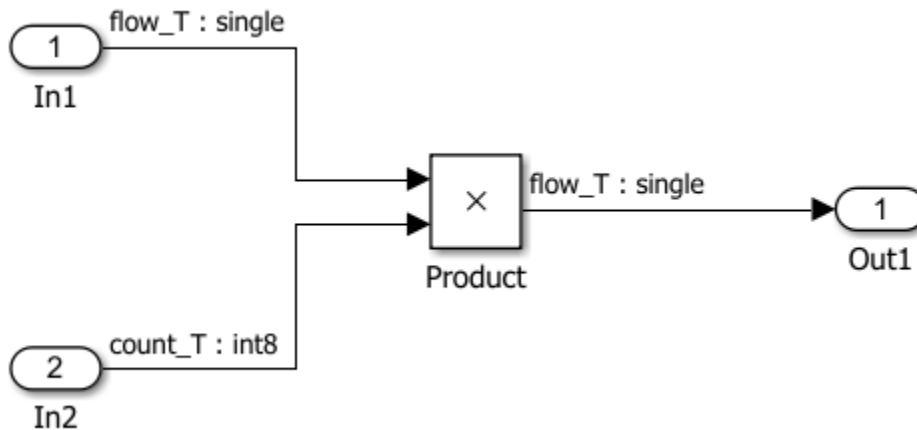 flow_T : single
1
In1
×
flow_T : single
Product
1
Out1
count_T : int8
2
In2